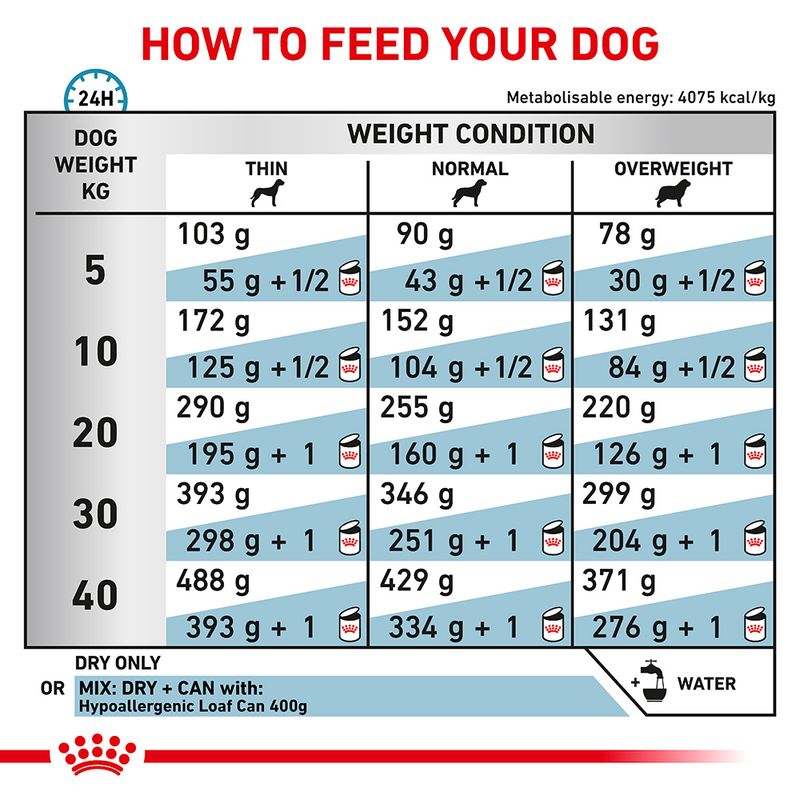 HOW TO FEED YOUR DOG
24H
Metabolisable energy: 4075 kcal/kg
DOG WEIGHT KG
WEIGHT CONDITION
THIN NORMAL OVERWEIGHT
5
103 g 90 g 78 g
55 g +1/2 43 g +1/2 30 g +1/2
10
172 g 152 g 131 g
125 g +1/2 104 g +1/2 84 g +1/2
20
290 g 255 g 220 g
195 g + 1 160 g + 1 126 g + 1
30
393 g 346 g 299 g
298 g + 1 251 g + 1 204 g + 1
40
488 g 429 g 371 g
393 g + 1 334 g + 1 276 g + 1
DRY ONLY
OR MIX: DRY + CAN with:
Hypoallergenic Loaf Can 400g
+ WATER